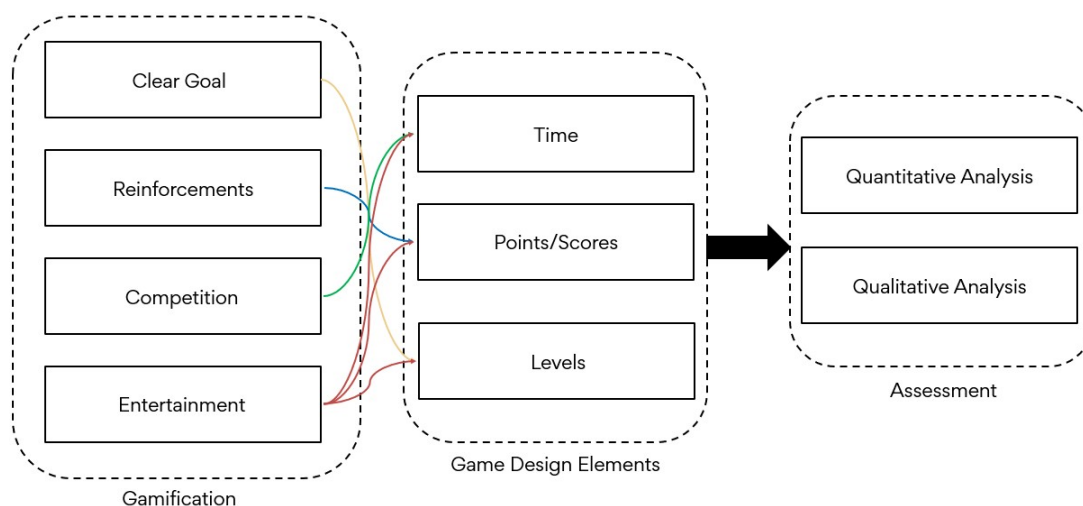 Clear Goal
Reinforcements
Competition
Entertainment
Gamification
Time
Points/Scores
Levels
Game Design Elements
Quantitative Analysis
Qualitative Analysis
Assessment